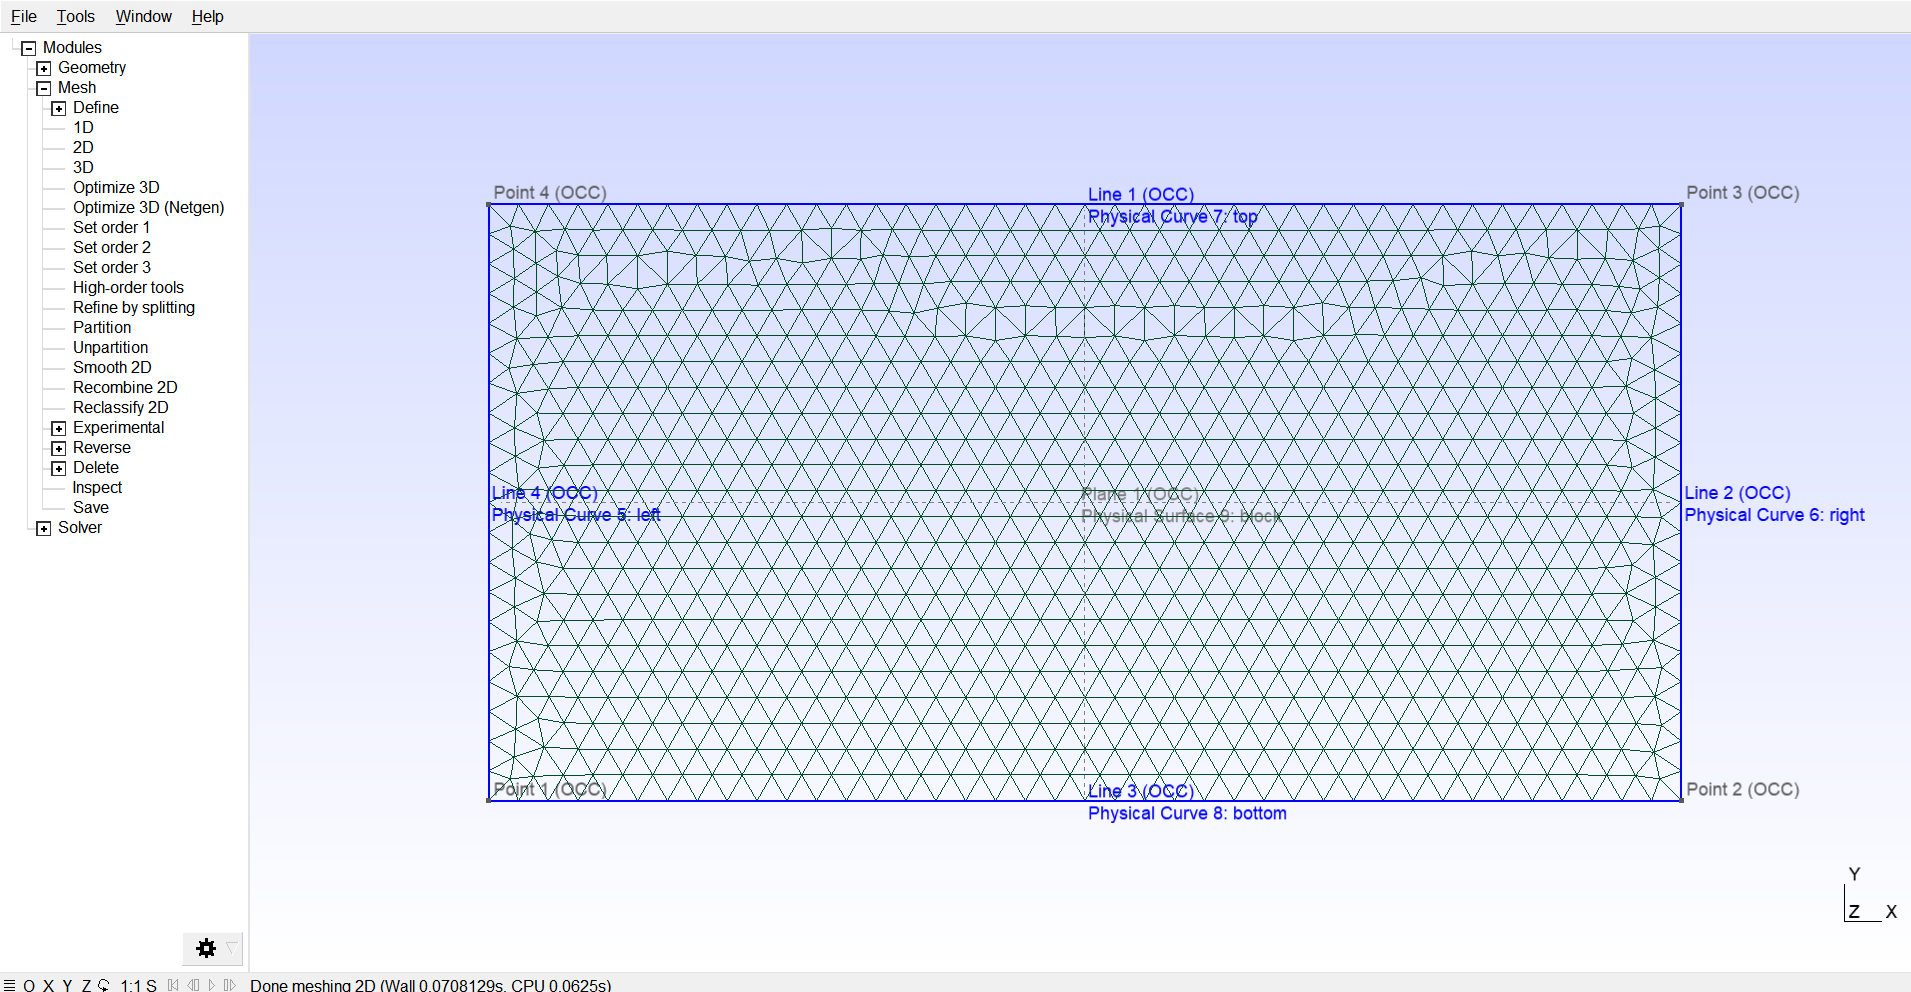 File Tools Window Help
Modules
Geometry
Mesh
Define
1D
2D
3D
Optimize 3D
Optimize 3D (Netgen)
Set order 1
Set order 2
Set order 3
High-order tools
Refine by splitting
Partition
Unpartition
Smooth 2D
Recombine 2D
Reclassify 2D
Experimental
Reverse
Delete
Inspect
Save
Solver
Point 4 (OCC)
Line 1 (OCC)
Physical Curve 7: top
Point 3 (OCC)
Line 4 (OCC)
Physical Curve 5: left
Plane 1 (OCC)
Physical Surface 9: block
Line 2 (OCC)
Physical Curve 6: right
Point 1 (OCC)
Line 3 (OCC)
Physical Curve 8: bottom
Point 2 (OCC)
Y
Z X
O X Y Z 1:1 S Done meshing 2D (Wall 0.0708129s, CPU 0.0625s)